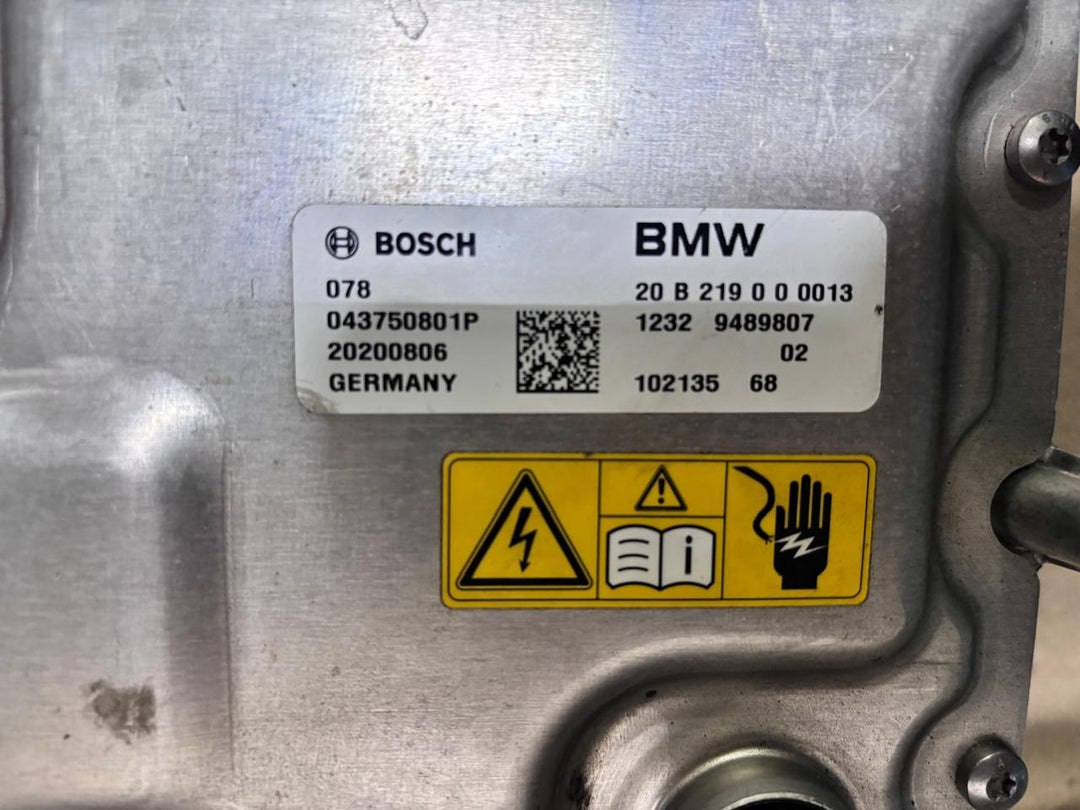 BOSCH
078
043750801P
20200806
GERMANY
BMW
20 B 219 0 0 0013
1232 9489807
02
102135 68
i